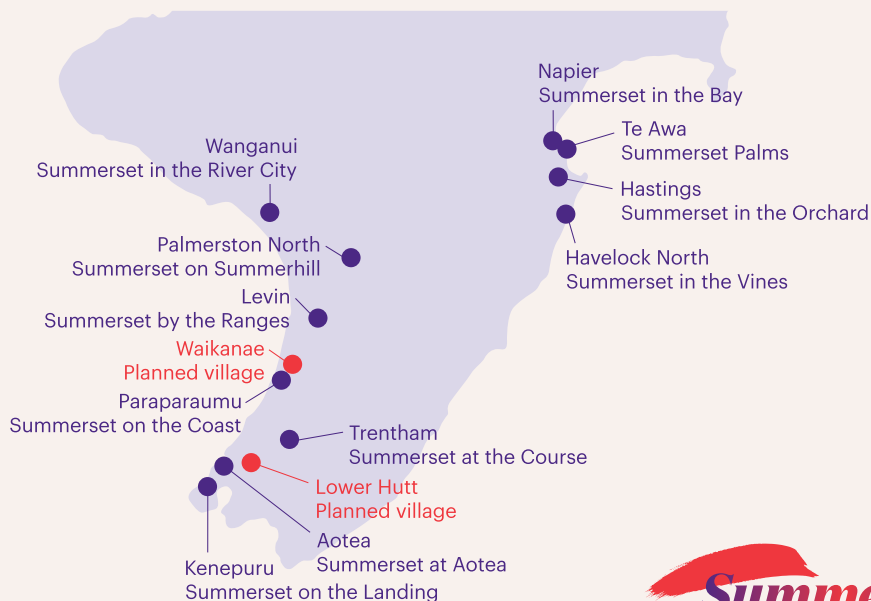 Napier
Summerset in the Bay
Te Awa
Summerset Palms
Wanganui
Summerset in the River City
Hastings
Summerset in the Orchard
Palmerston North
Summerset on Summerhill
Havelock North
Summerset in the Vines
Levin
Summerset by the Ranges
Waikanae
Planned village
Paraparaumu
Summerset on the Coast
Trentham
Summerset at the Course
Lower Hutt
Planned village
Aotea
Summerset at Aotea
Kenepuru
Summerset on the Landing
Summe